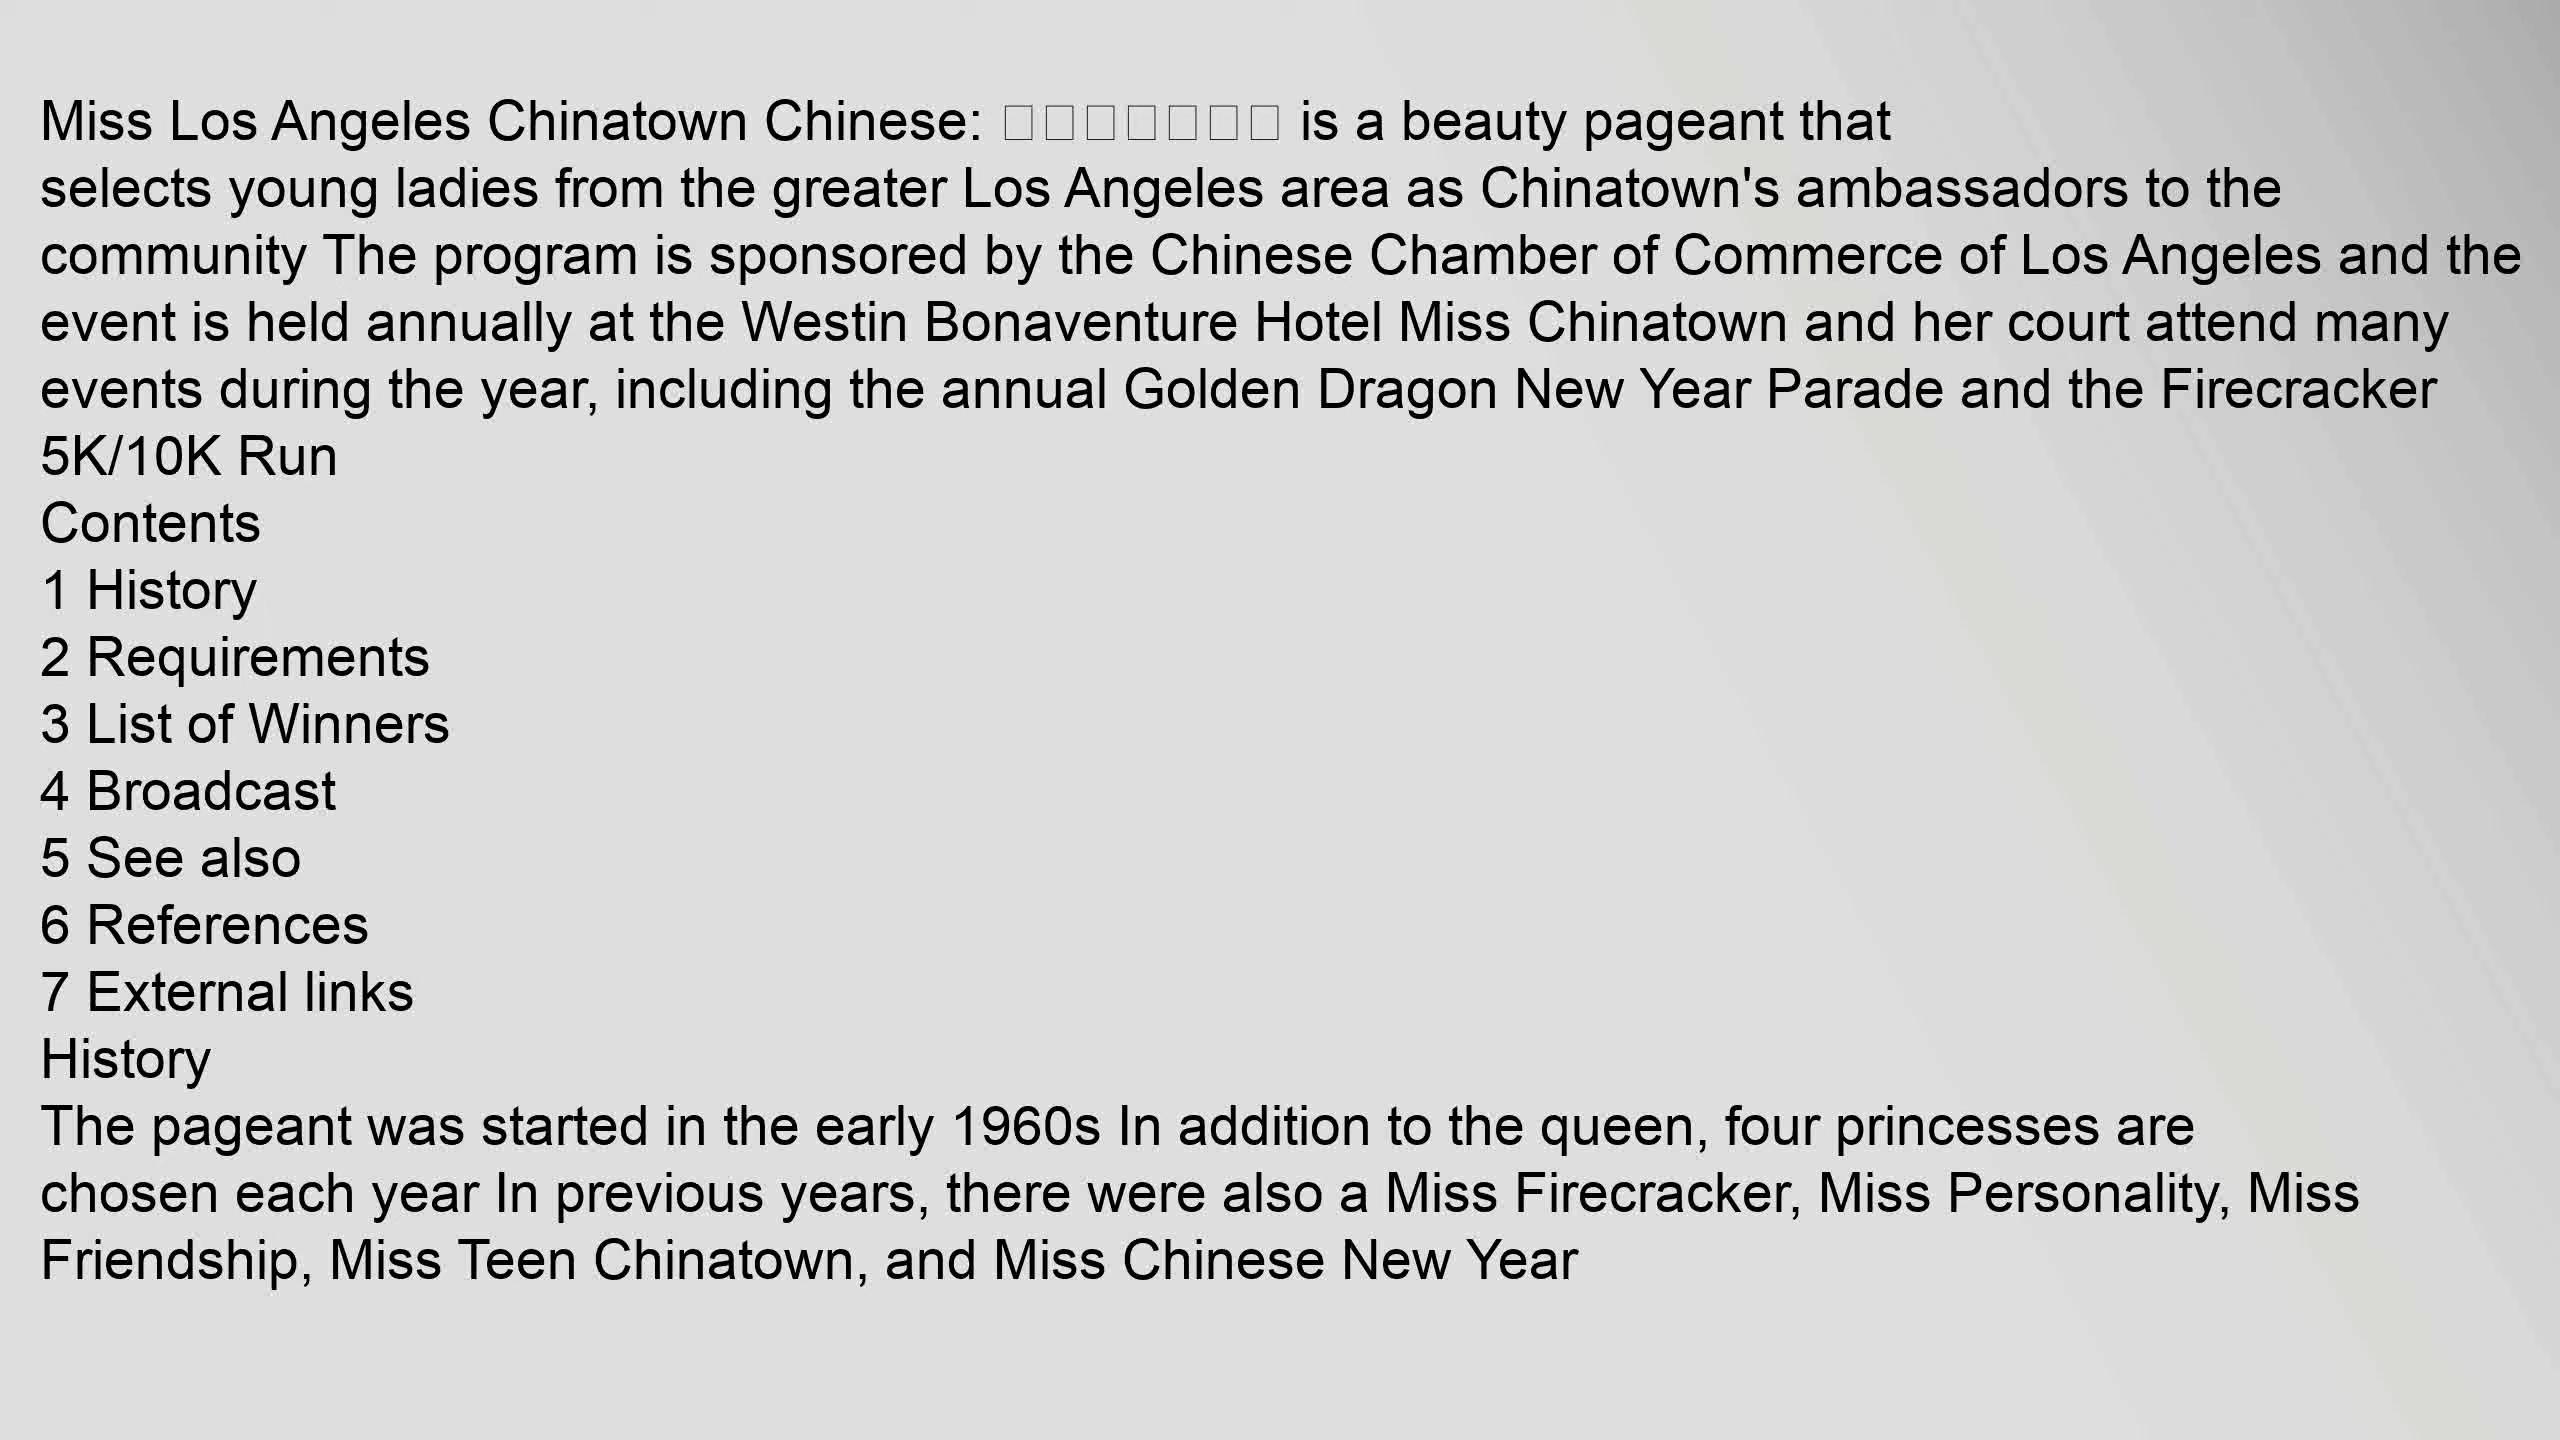 Miss Los Angeles Chinatown Chinese: □□□□□□□ is a beauty pageant that
selects young ladies from the greater Los Angeles area as Chinatown's ambassadors to the
community The program is sponsored by the Chinese Chamber of Commerce of Los Angeles and the
event is held annually at the Westin Bonaventure Hotel Miss Chinatown and her court attend many
events during the year, including the annual Golden Dragon New Year Parade and the Firecracker
5K/10K Run
Contents
1 History
2 Requirements
3 List of Winners
4 Broadcast
5 See also
6 References
7 External links
History
The pageant was started in the early 1960s In addition to the queen, four princesses are
chosen each year In previous years, there were also a Miss Firecracker, Miss Personality, Miss
Friendship, Miss Teen Chinatown, and Miss Chinese New Year